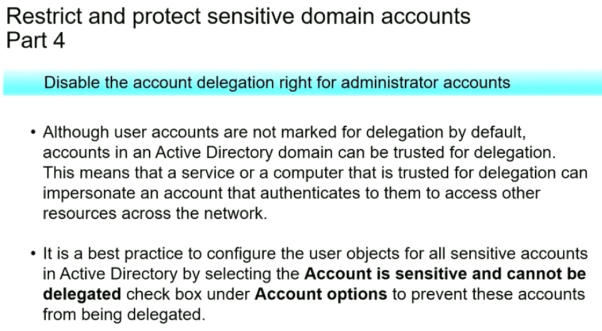 Restrict and protect sensitive domain accounts
Part 4
Disable the account delegation right for administrator accounts
• Although user accounts are not marked for delegation by default,
accounts in an Active Directory domain can be trusted for delegation.
This means that a service or a computer that is trusted for delegation can
impersonate an account that authenticates to them to access other
resources across the network.
• It is a best practice to configure the user objects for all sensitive accounts
in Active Directory by selecting the Account is sensitive and cannot be
delegated check box under Account options to prevent these accounts
from being delegated.